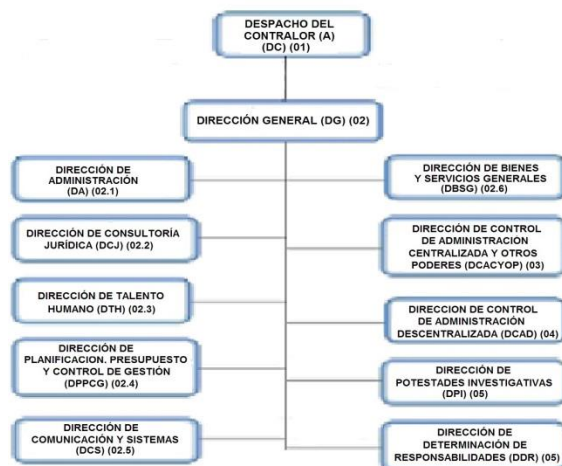 DESPACHO DEL
CONTRALOR (A)
(DC) (01)
DIRECCIÓN GENERAL (DG) (02)
DIRECCIÓN DE
ADMINISTRACIÓN
(DA) (02.1)
DIRECCIÓN DE CONSULTORÍA
JURÍDICA (DCJ) (02.2)
DIRECCIÓN DE TALENTO
HUMANO (DTH) (02.3)
DIRECCIÓN DE
PLANIFICACION. PRESUPUESTO
Y CONTROL DE GESTIÓN
(DPPCG) (02.4)
DIRECCIÓN DE
COMUNICACIÓN Y SISTEMAS
(DCS) (02.5)
DIRECCIÓN DE BIENES
Y SERVICIOS GENERALES
(DBSG) (02.6)
DIRECCIÓN DE CONTROL
DE ADMINISTRACION
CENTRALIZADA Y OTROS
PODERES (DCACYOP) (03)
DIRECCION DE CONTROL
DE ADMINISTRACIÓN
DESCENTRALIZADA (DCAD) (04)
DIRECCIÓN DE
POTESTADES INVESTIGATIVAS
(DPI) (05)
DIRECCIÓN DE
DETERMINACIÓN DE
RESPONSABILIDADES (DDR) (05)